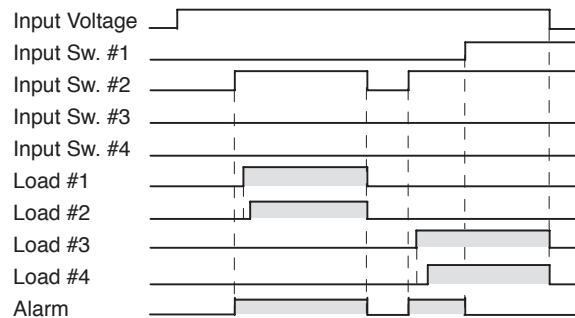 Input Voltage
Input Sw. #1
Input Sw. #2
Input Sw. #3
Input Sw. #4
Load #1
Load #2
Load #3
Load #4
Alarm